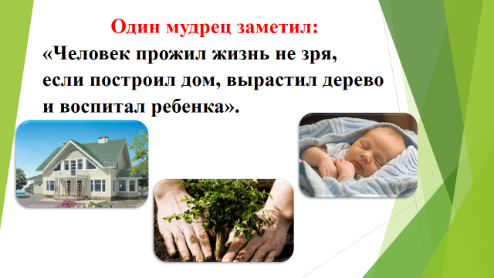 Один мудрец заметил:
«Человек прожил жизнь не зря,
если построил дом, вырастил дерево
и воспитал ребенка».